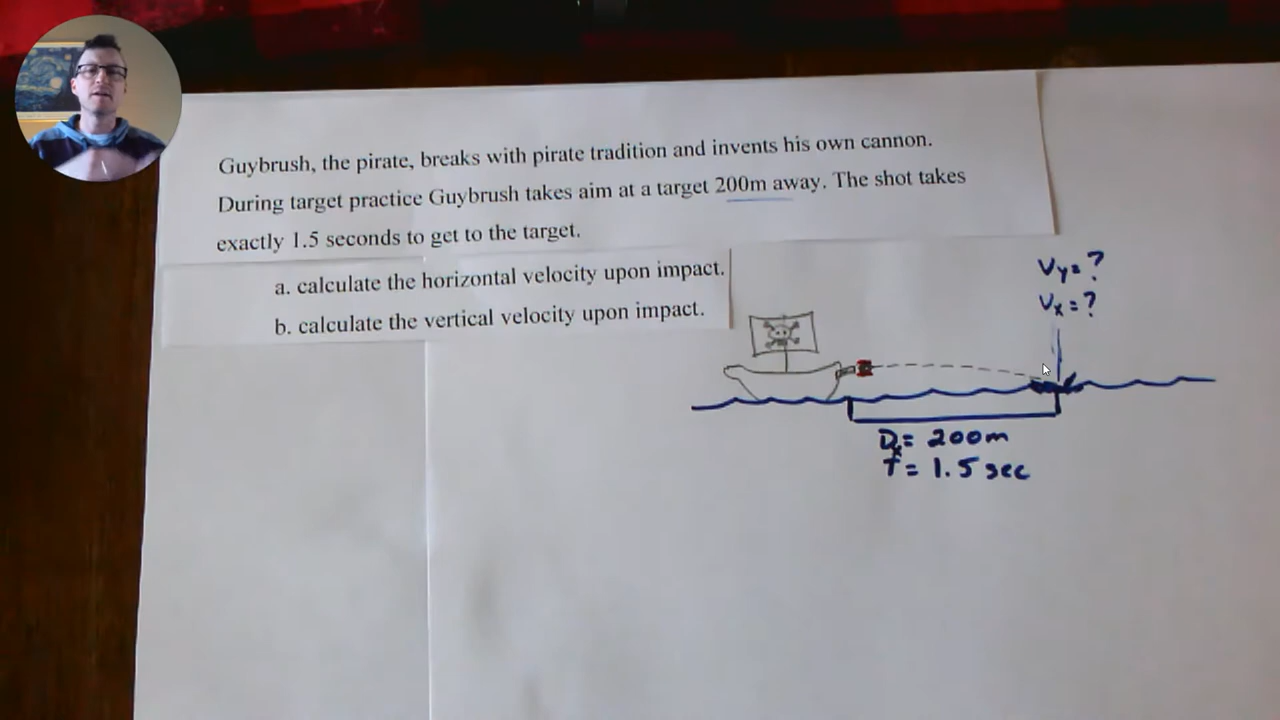 Guybrush, the pirate, breaks with pirate tradition and invents his own cannon.
During target practice Guybrush takes aim at a target 200m away. The shot takes
exactly 1.5 seconds to get to the target.
a. calculate the horizontal velocity upon impact.
b. calculate the vertical velocity upon impact.
Vy=?
Vx=?
Dx= 200m
T= 1.5 sec